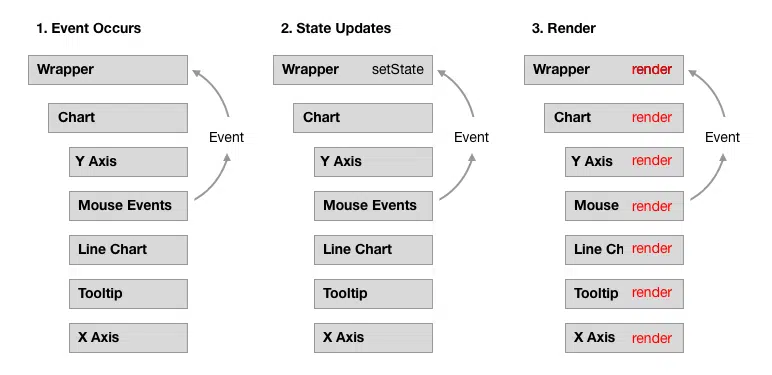 1. Event Occurs
Wrapper
Chart
Event
Y Axis
Mouse Events
Line Chart
Tooltip
X Axis
2. State Updates
Wrapper setState
Chart
Event
Y Axis
Mouse Events
Line Chart
Tooltip
X Axis
3. Render
Wrapper render
Chart render
Event
Y Axis render
Mouse render
Line Ch render
Tooltip render
X Axis render